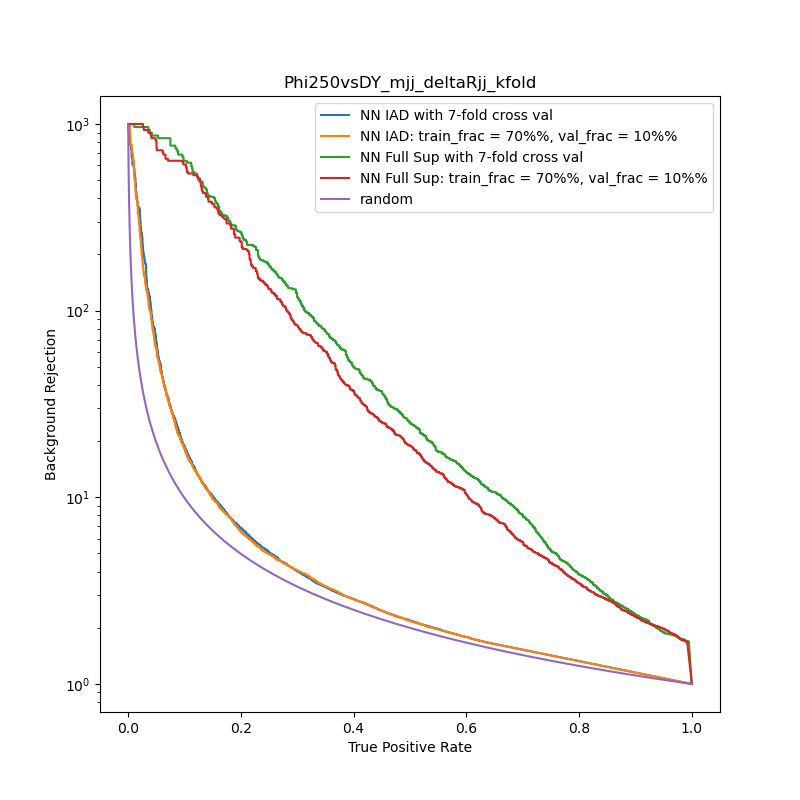 Phi250vsDY_mjj_deltaRjj_kfold
NN IAD with 7-fold cross val
NN IAD: train_frac = 70%%, val_frac = 10%%
NN Full Sup with 7-fold cross val
NN Full Sup: train_frac = 70%%, val_frac = 10%%
random
Background Rejection
10³
10²
10¹
10⁰
0.0 0.2 0.4 0.6 0.8 1.0
True Positive Rate